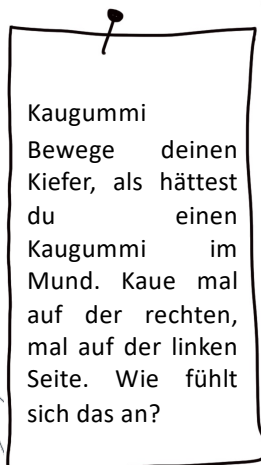 Kaugummi
Bewege deinen
Kiefer, als hättest
du einen
Kaugummi im
Mund. Kaue mal
auf der rechten,
mal auf der linken
Seite. Wie fühlt
sich das an?